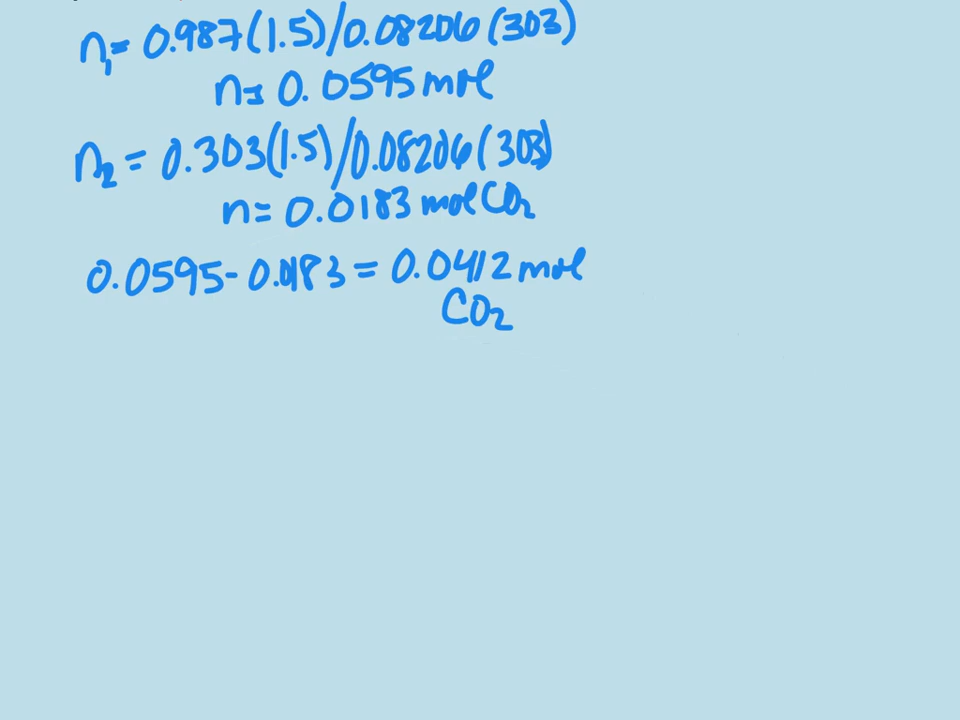 n₁= 0.987(1.5)/0.08206(303)
n= 0.0595 mol
n₂ = 0.303(1.5)/0.08206(303)
n= 0.0183 mol CO₂
0.0595-0.0183 = 0.0412 mol
CO₂